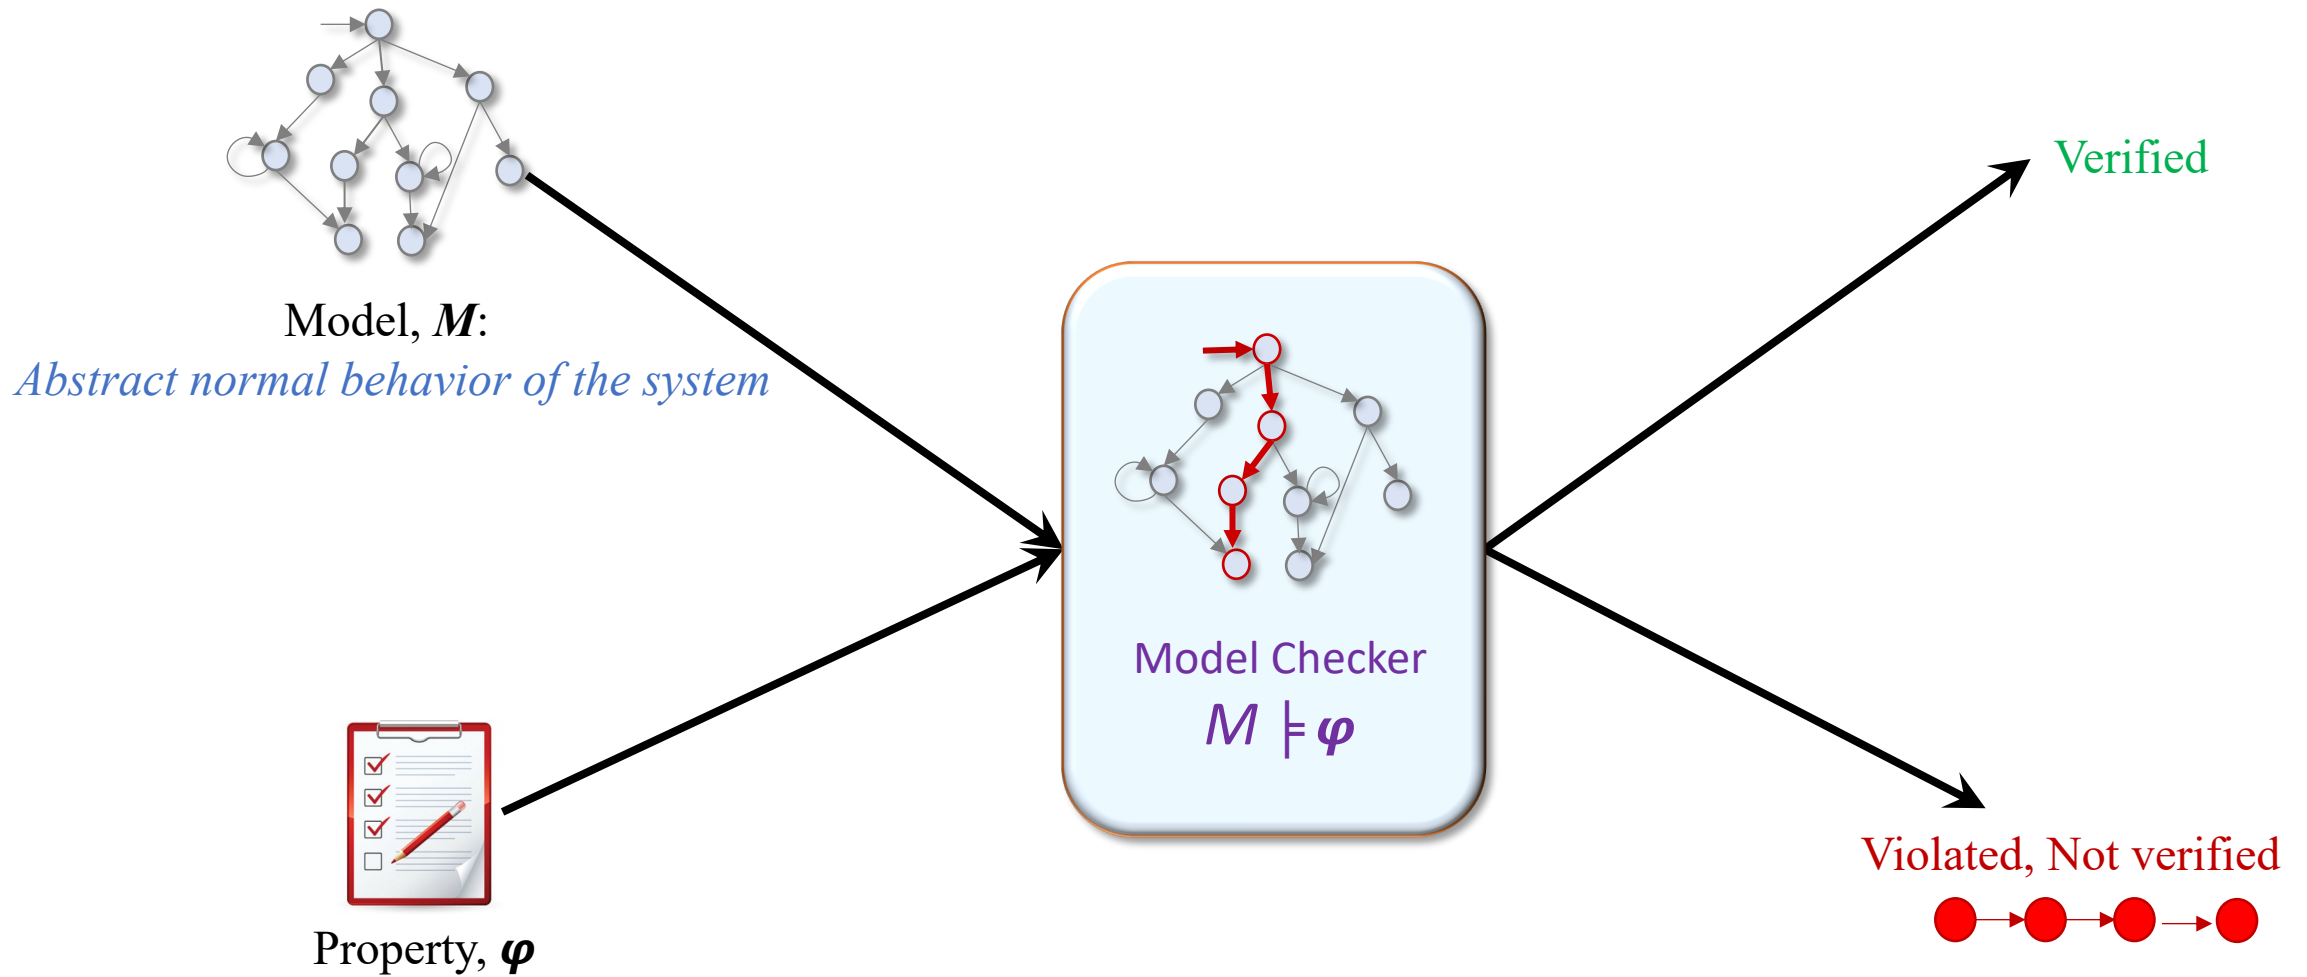 Model, M:
Abstract normal behavior of the system
Verified
Model Checker
M ⊧ φ
Violated, Not verified
Property, φ